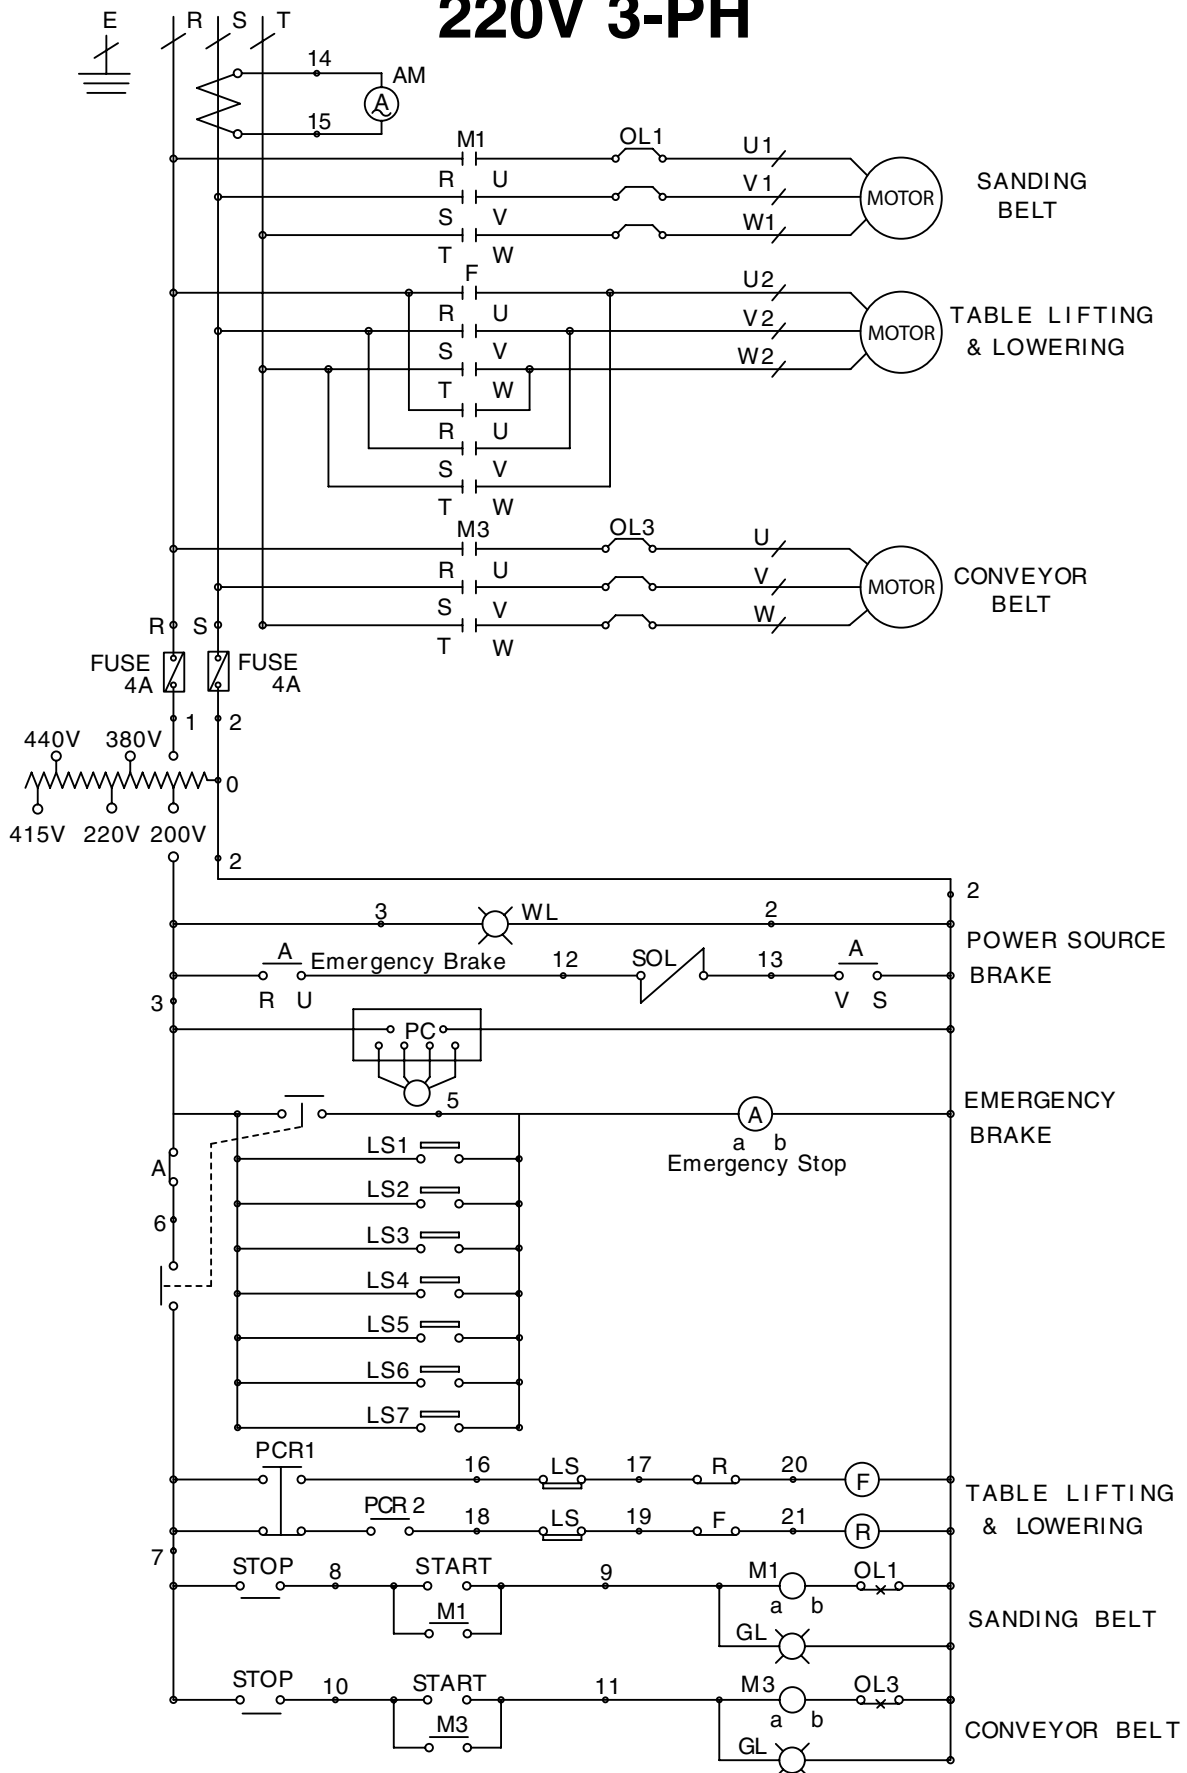 220V 3-PH
E R S T
14
AM
A
15
M1 OL1 U1
R U V1
S V W1
T W
MOTOR
SANDING
BELT
F U2
R U V2
S V W2
T W
R U
S V
T W
MOTOR
TABLE LIFTING
& LOWERING
M3 OL3 U
R U V
S V W
T W
MOTOR
CONVEYOR
BELT
R S
FUSE
4A
FUSE
4A
1 2
440V 380V
0
415V 220V 200V
2
2
3 WL 2
POWER SOURCE
A Emergency Brake 12 SOL 13 A
R U V S
BRAKE
3
PC
5 A
a b
Emergency Stop
EMERGENCY
BRAKE
A
6
LS1
LS2
LS3
LS4
LS5
LS6
LS7
PCR1
16 LS 17 R 20 F
PCR 2 18 LS 19 F 21 R
TABLE LIFTING
& LOWERING
7
STOP 8 START 9 M1 OL1
M1 a b
GL
SANDING BELT
STOP 10 START 11 M3 OL3
M3 a b
GL
CONVEYOR BELT